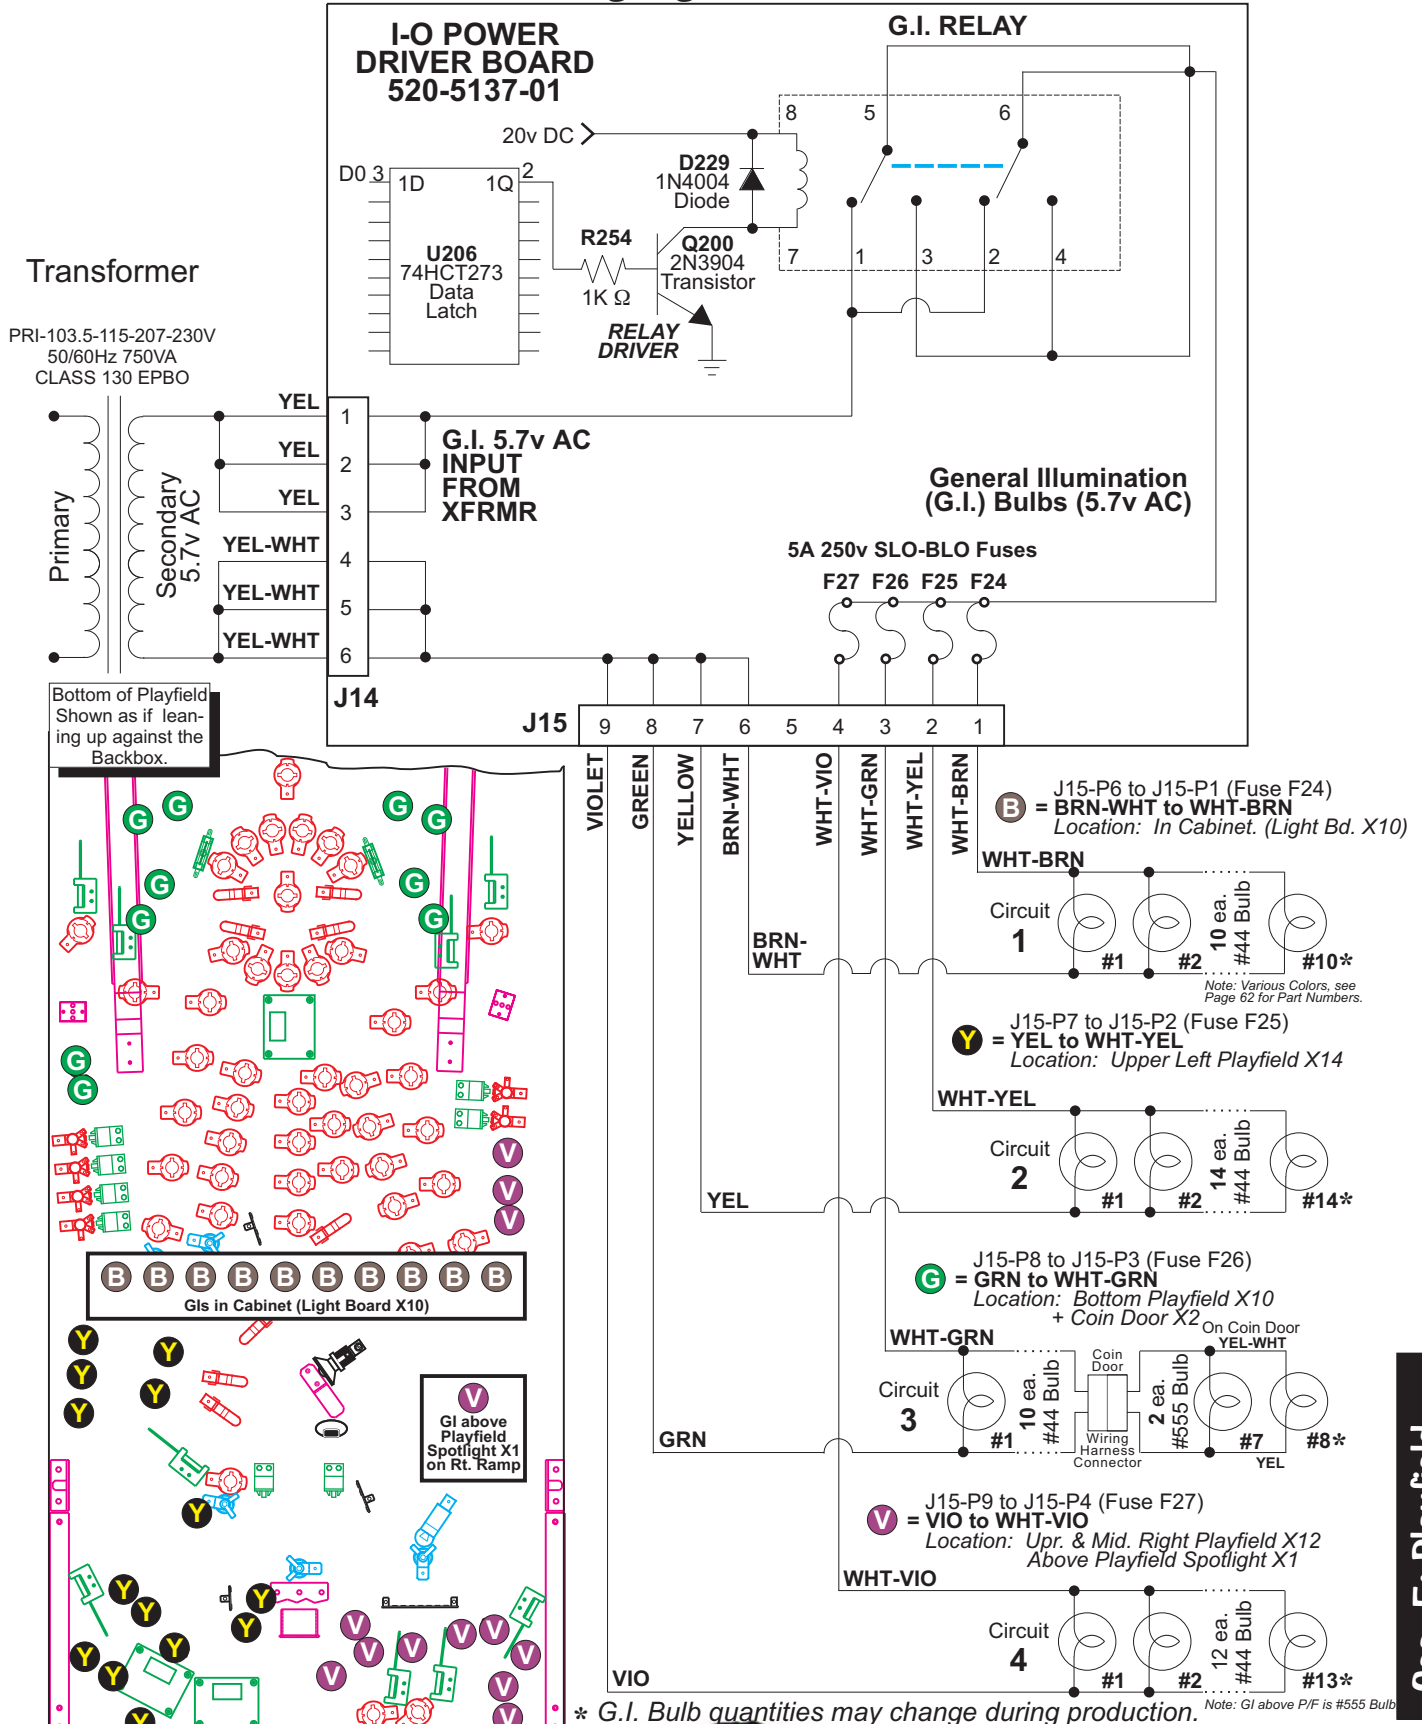 I-O POWER
DRIVER BOARD
520-5137-01
G.I. RELAY
8
5
6
20v DC
D229
1N4004
Diode
D0 3
1D
1Q
2
U206
74HCT273
Data
Latch
R254
1K Ω
Q200
2N3904
Transistor
RELAY
DRIVER
7
1
3
2
4
Transformer
PRI-103.5-115-207-230V
50/60Hz 750VA
CLASS 130 EPBO
Primary
Secondary
5.7v AC
YEL
1
YEL
2
YEL
3
YEL-WHT
4
YEL-WHT
5
YEL-WHT
6
J14
G.I. 5.7v AC
INPUT
FROM
XFRMR
General Illumination
(G.I.) Bulbs (5.7v AC)
5A 250v SLO-BLO Fuses
F27 F26 F25 F24
J15
9 8 7 6 5 4 3 2 1
VIOLET
GREEN
YELLOW
BRN-WHT
WHT-VIO
WHT-GRN
WHT-YEL
WHT-BRN
Bottom of Playfield
Shown as if lean-
ing up against the
Backbox.
B
J15-P6 to J15-P1 (Fuse F24)
= BRN-WHT to WHT-BRN
Location: In Cabinet. (Light Bd. X10)
WHT-BRN
Circuit
1
BRN-
WHT
#1
#2
10 ea.
#44 Bulb
#10*
Note: Various Colors, see
Page 62 for Part Numbers.
Y
J15-P7 to J15-P2 (Fuse F25)
= YEL to WHT-YEL
Location: Upper Left Playfield X14
WHT-YEL
Circuit
2
YEL
#1
#2
14 ea.
#44 Bulb
#14*
G
J15-P8 to J15-P3 (Fuse F26)
= GRN to WHT-GRN
Location: Bottom Playfield X10
+ Coin Door X2
On Coin Door
YEL-WHT
WHT-GRN
Circuit
3
GRN
#1
10 ea.
#44 Bulb
Coin
Door
Wiring
Harness
Connector
2 ea.
#555 Bulb
#7
#8*
YEL
V
J15-P9 to J15-P4 (Fuse F27)
= VIO to WHT-VIO
Location: Upr. & Mid. Right Playfield X12
Above Playfield Spotlight X1
WHT-VIO
Circuit
4
VIO
#1
#2
12 ea.
#44 Bulb
#13*
Note: GI above P/F is #555 Bulb
* G.I. Bulb quantities may change during production.
G G G G
G G
G G
G
G
V
V
V
B B B B B B B B B B
GIs in Cabinet (Light Board X10)
Y
Y
Y
Y
Y
V
GI above
Playfield
Spotlight X1
on Rt. Ramp
Y
Y
Y
Y
Y
Y
Y
Y
Y
V
V
V
V
V
V
V
V
V